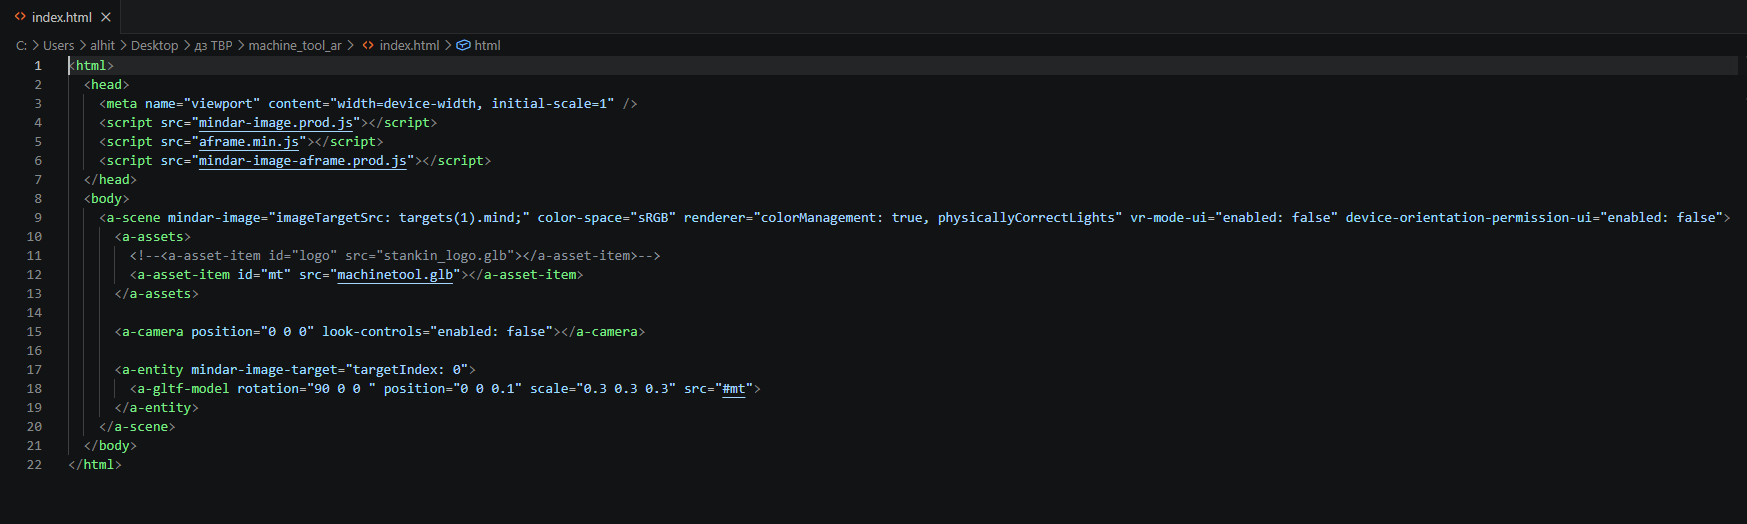 index.html
C: > Users > alhit > Desktop > дз ТВР > machine_tool_ar > index.html > html
1 <html>
2 <head>
3 <meta name="viewport" content="width=device-width, initial-scale=1" />
4 <script src="mindar-image.prod.js"></script>
5 <script src="aframe.min.js"></script>
6 <script src="mindar-image-aframe.prod.js"></script>
7 </head>
8 <body>
9 <a-scene mindar-image="imageTargetSrc: targets(1).mind;" color-space="sRGB" renderer="colorManagement: true, physicallyCorrectLights" vr-mode-ui="enabled: false" device-orientation-permission-ui="enabled: false">
10 <a-assets>
11 <!--<a-asset-item id="logo" src="stankin_logo.glb"></a-asset-item>-->
12 <a-asset-item id="mt" src="machinetool.glb"></a-asset-item>
13 </a-assets>
14
15 <a-camera position="0 0 0" look-controls="enabled: false"></a-camera>
16
17 <a-entity mindar-image-target="targetIndex: 0">
18 <a-gltf-model rotation="90 0 0 " position="0 0 0.1" scale="0.3 0.3 0.3" src="#mt">
19 </a-entity>
20 </a-scene>
21 </body>
22 </html>